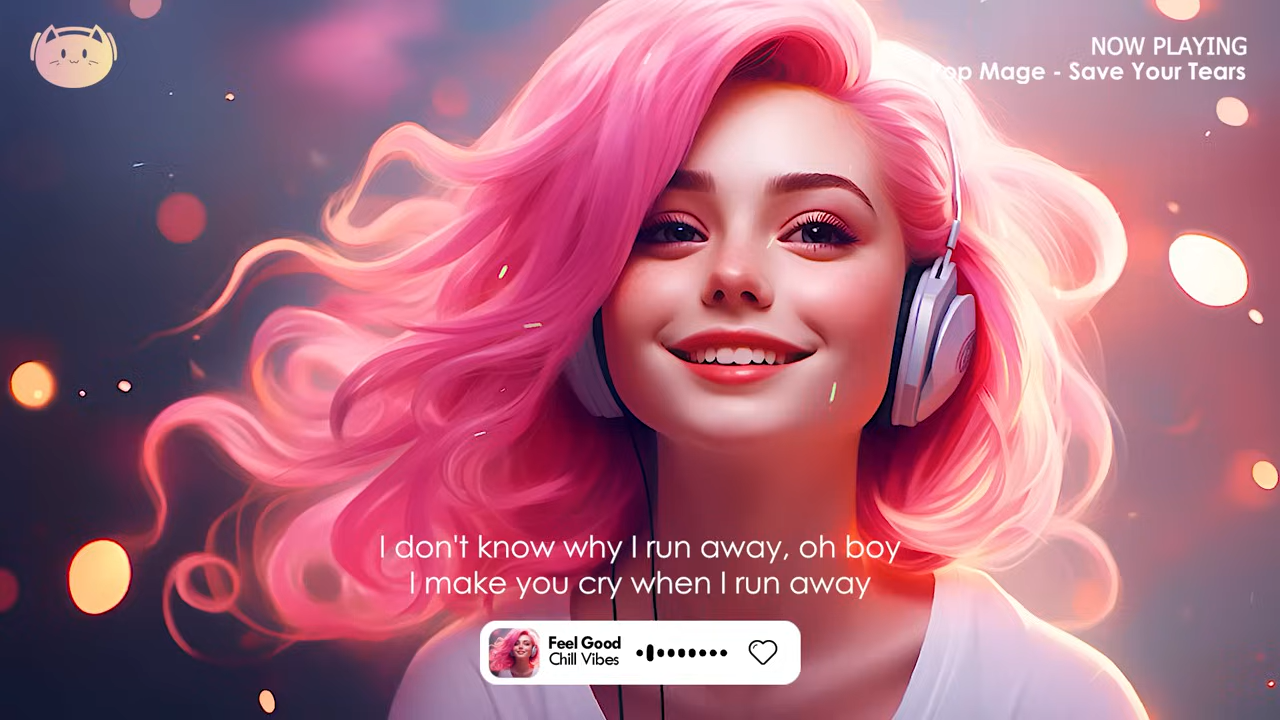 NOW PLAYING
Pop Mage - Save Your Tears
I don't know why I run away, oh boy
I make you cry when I run away
Feel Good
Chill Vibes